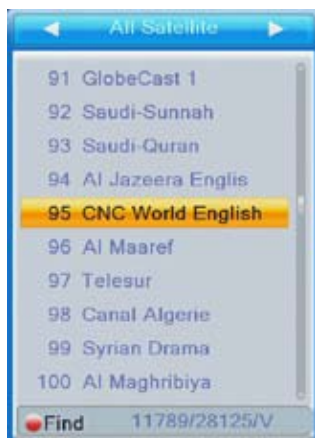 All Satellite
91 GlobeCast 1
92 Saudi-Sunnah
93 Saudi-Quran
94 Al Jazeera Englis
95 CNC World English
96 Al Maaref
97 Telesur
98 Canal Algerie
99 Syrian Drama
100 Al Maghribiya
Find 11789/28125/V